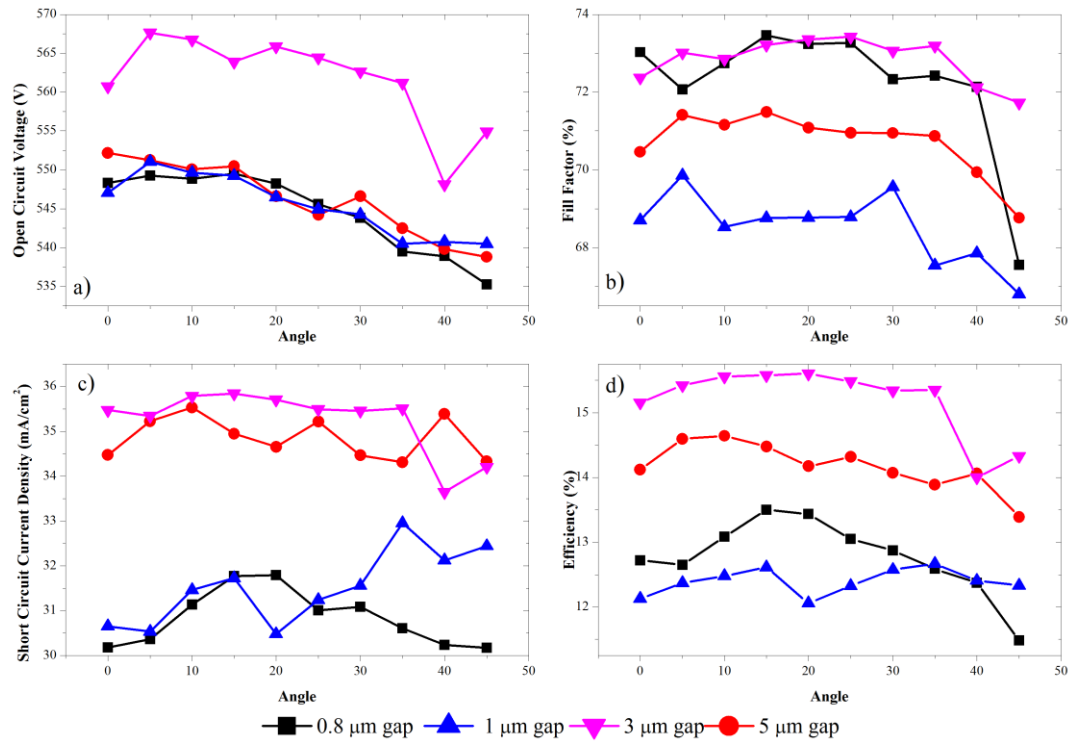 570
565
560
555
550
545
540
535
Open Circuit Voltage (V)
a)
0 10 20 30 40 50
Angle
74
72
70
68
Fill Factor (%)
b)
0 10 20 30 40 50
Angle
36
35
34
33
32
31
30
Short Circuit Current Density (mA/cm²)
c)
0 10 20 30 40 50
Angle
15
14
13
12
Efficiency (%)
d)
0 10 20 30 40 50
Angle
0.8 μm gap 1 μm gap 3 μm gap 5 μm gap